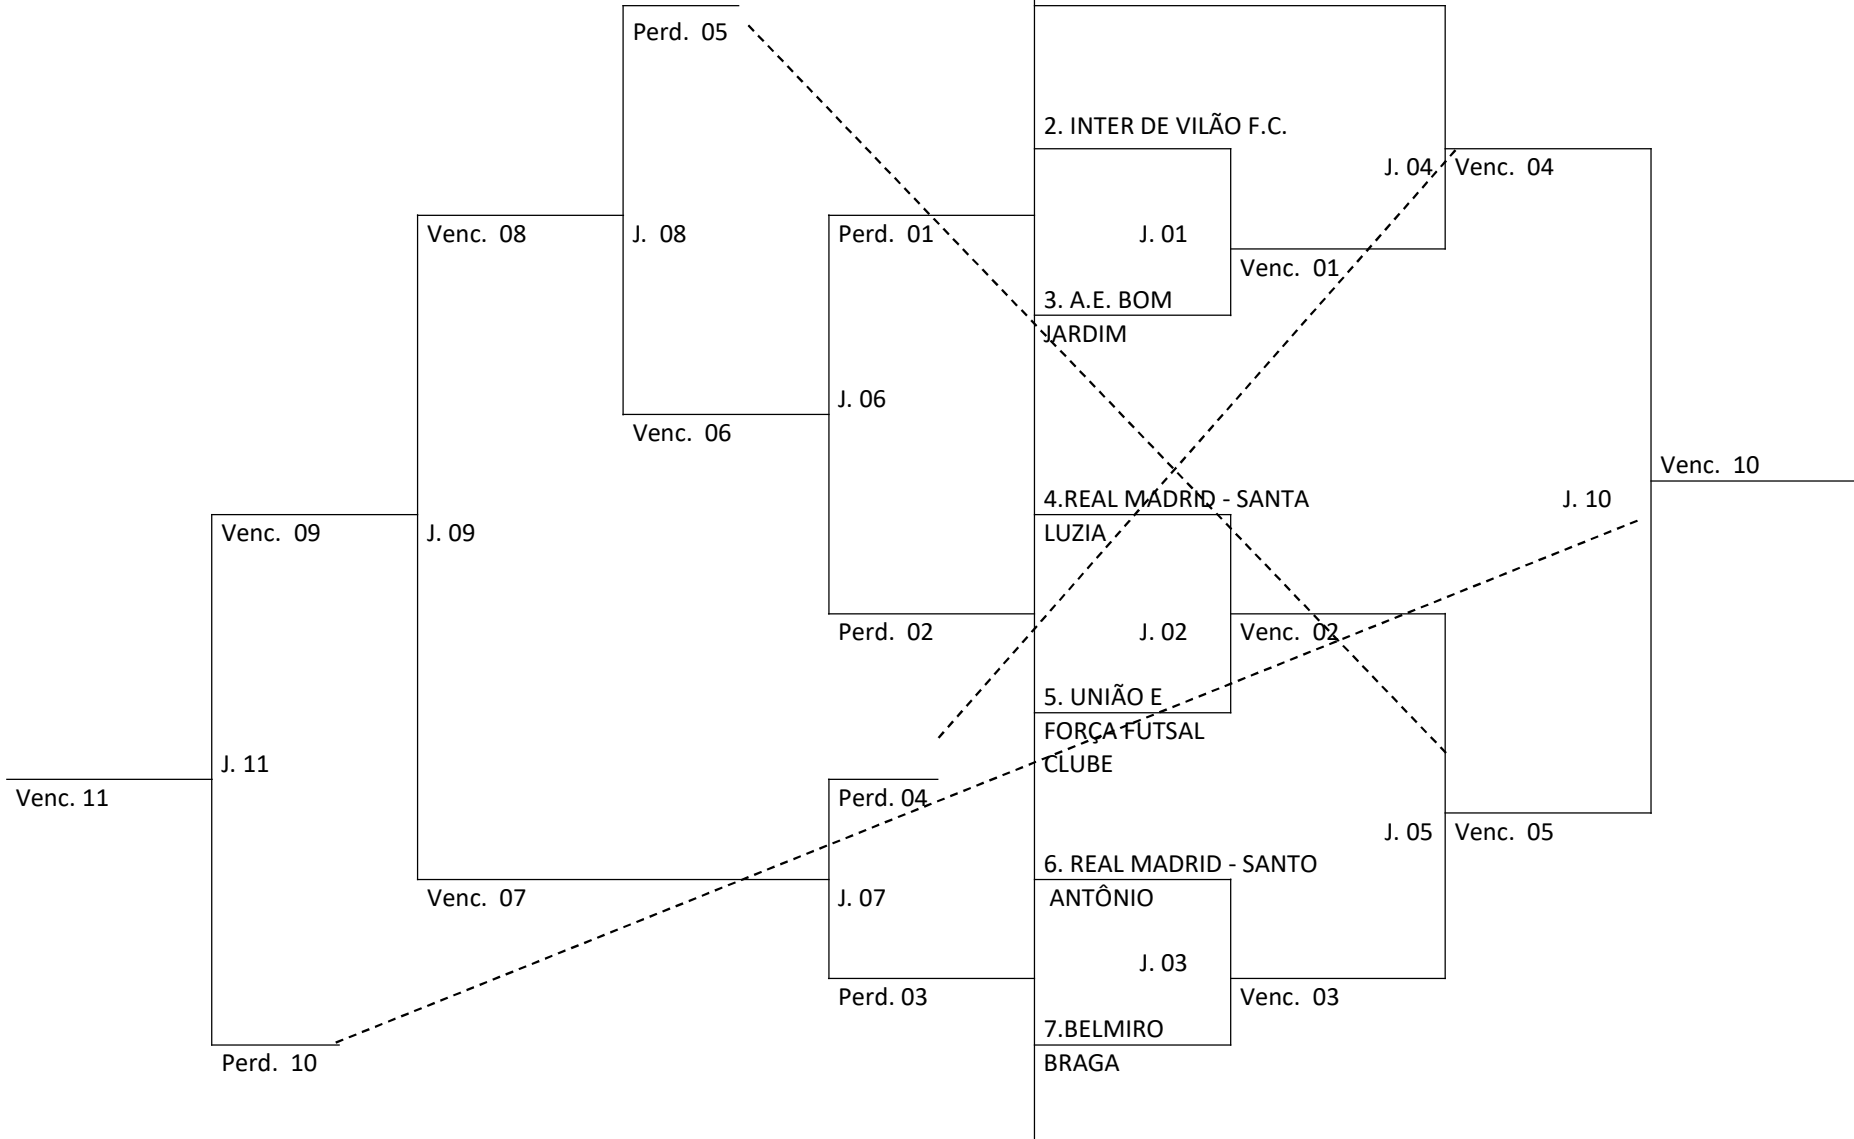 Perd.  05
2. INTER DE VILÃO F.C.
J. 04 Venc.  04
Venc.  08
J.  08
Perd.  01
J. 01
Venc.  01
3. A.E. BOM
JARDIM
J. 06
Venc.  06
Venc.  10
4.REAL MADRID - SANTA
LUZIA
J. 10
Venc.  09
J. 09
Perd.  02
J. 02
Venc.  02
5. UNIÃO E
FORÇA FUTSAL
CLUBE
J. 11
Venc. 11
Perd. 04
J. 05 Venc.  05
6. REAL MADRID - SANTO
ANTÔNIO
Venc.  07
J. 07
J. 03
Perd. 03
Venc.  03
7.BELMIRO
BRAGA
Perd.  10